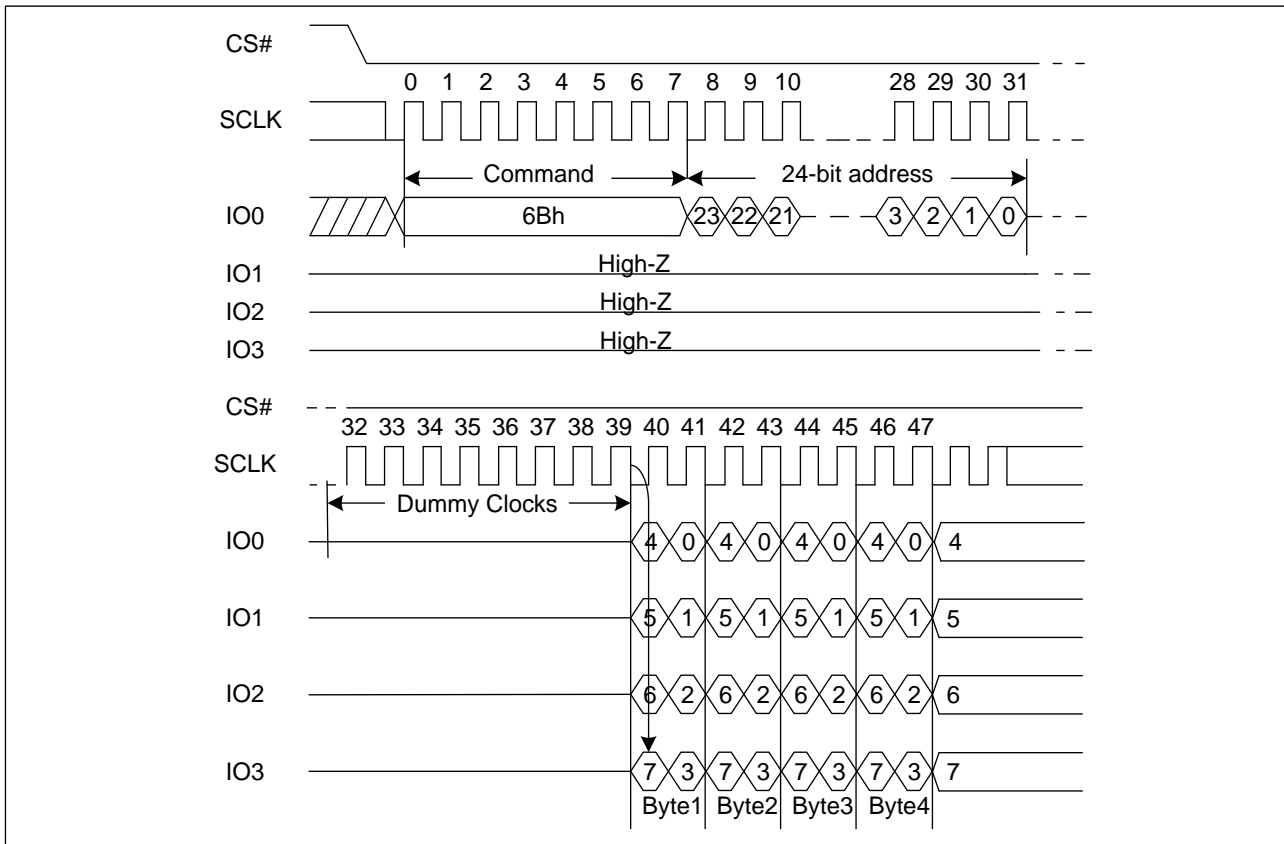 CS#
0 1 2 3 4 5 6 7 8 9 10 28 29 30 31
SCLK
Command 24-bit address
IO0 6Bh 23 22 21 3 2 1 0
High-Z
IO1
High-Z
IO2
High-Z
IO3
CS#
32 33 34 35 36 37 38 39 40 41 42 43 44 45 46 47
SCLK
Dummy Clocks
IO0 4 0 4 0 4 0 4 0 4
IO1 5 1 5 1 5 1 5 1 5
IO2 6 2 6 2 6 2 6 2 6
IO3 7 3 7 3 7 3 7 3 7
Byte1 Byte2 Byte3 Byte4